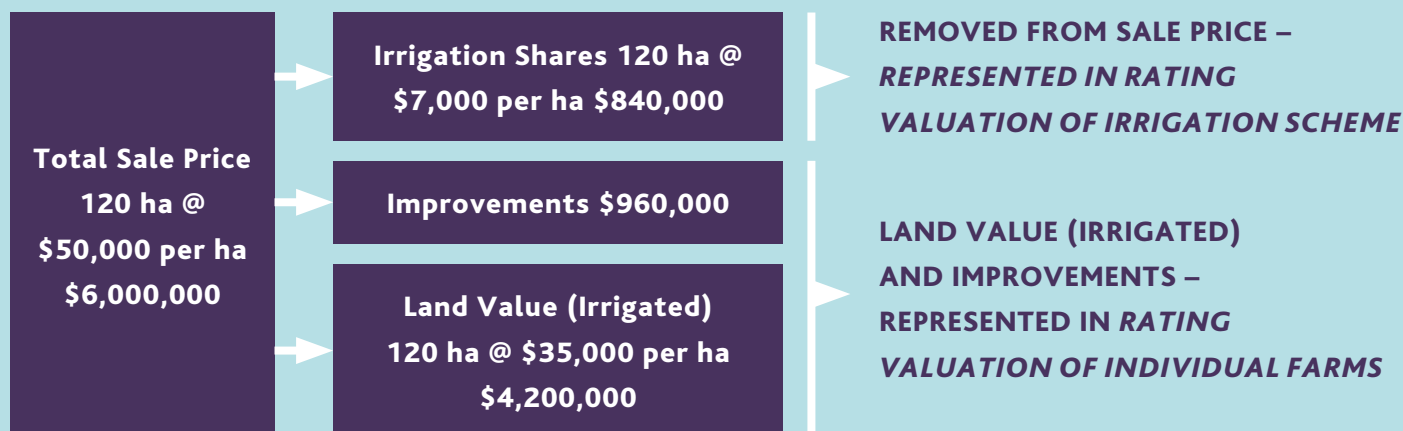 Total Sale Price
120 ha @
$50,000 per ha
$6,000,000
Irrigation Shares 120 ha @
$7,000 per ha $840,000
Improvements $960,000
Land Value (Irrigated)
120 ha @ $35,000 per ha
$4,200,000
REMOVED FROM SALE PRICE –
REPRESENTED IN RATING
VALUATION OF IRRIGATION SCHEME
LAND VALUE (IRRIGATED)
AND IMPROVEMENTS –
REPRESENTED IN RATING
VALUATION OF INDIVIDUAL FARMS